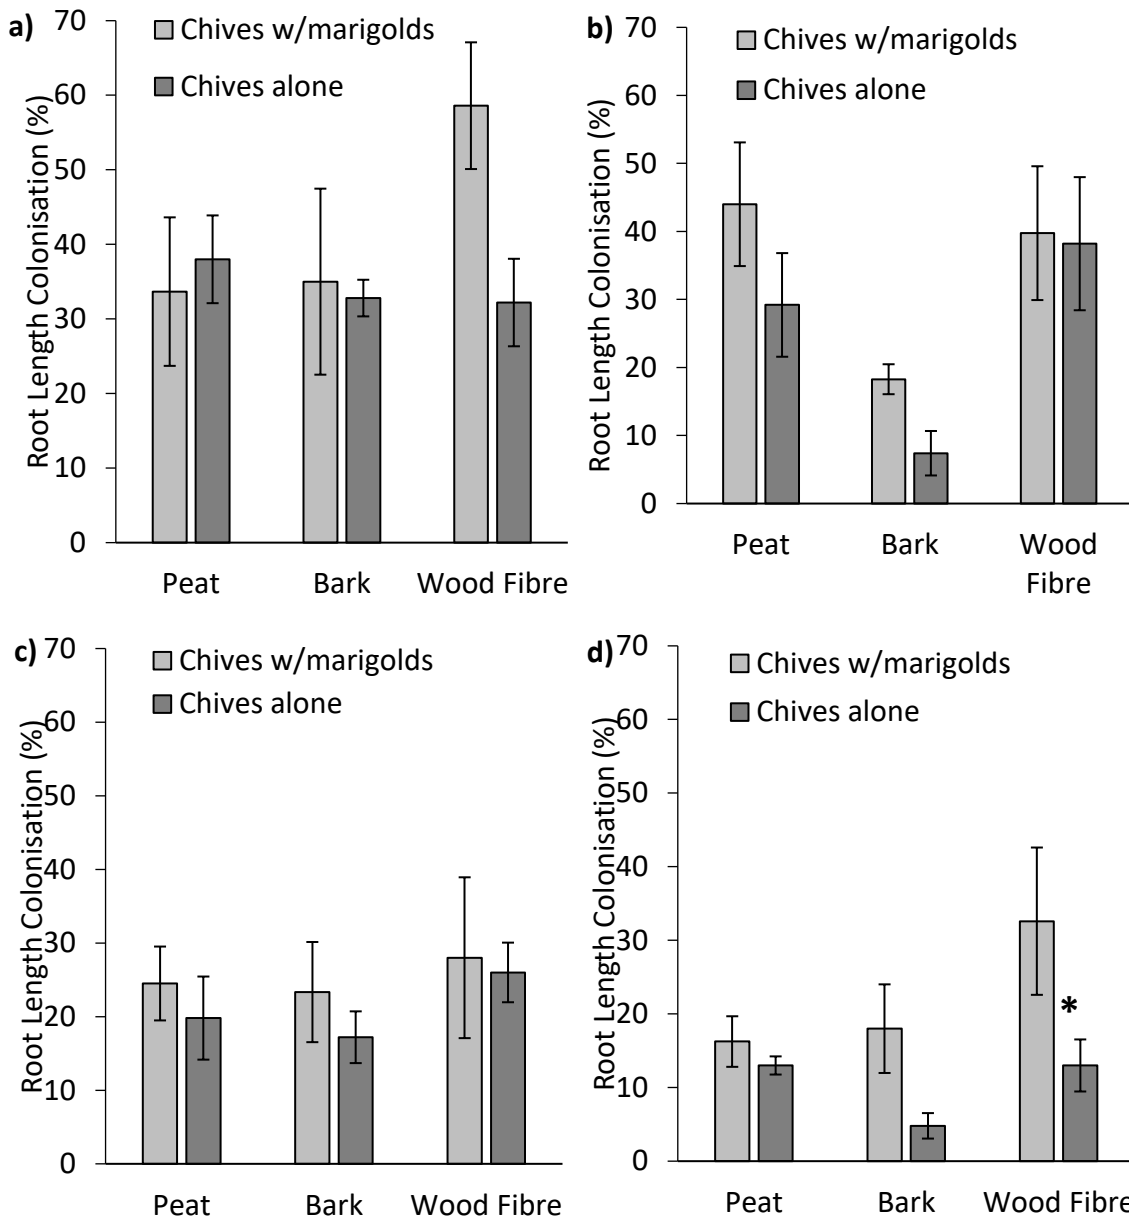 a)
Root Length Colonisation (%)
70
60
50
40
30
20
10
0
Chives w/marigolds
Chives alone
Peat
Bark
Wood Fibre
b)
Root Length Colonisation (%)
70
60
50
40
30
20
10
0
Chives w/marigolds
Chives alone
Peat
Bark
Wood
Fibre
c)
Root Length Colonisation (%)
70
60
50
40
30
20
10
0
Chives w/marigolds
Chives alone
Peat
Bark
Wood Fibre
d)
Root Length Colonisation (%)
70
60
50
40
30
20
10
0
Chives w/marigolds
Chives alone
*
Peat
Bark
Wood Fibre